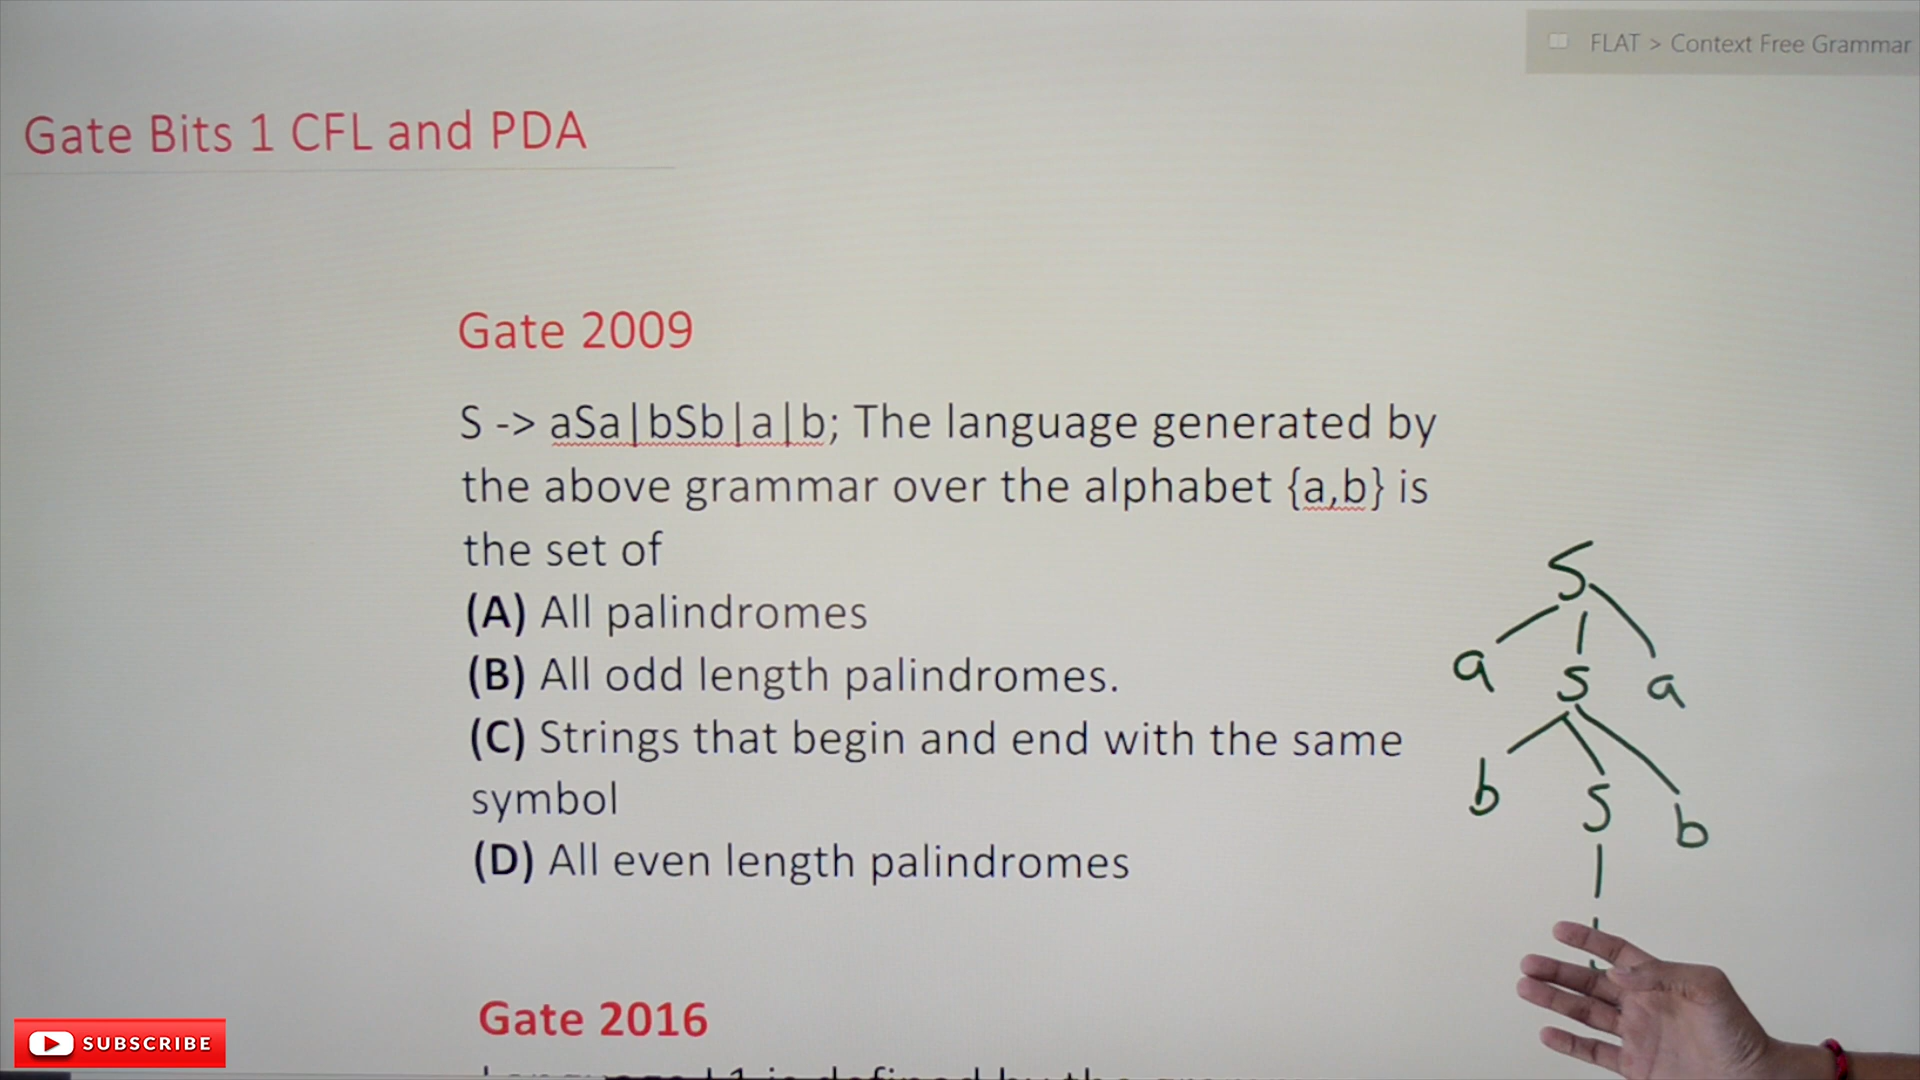 FLAT > Context Free Grammar
Gate Bits 1 CFL and PDA
Gate 2009
S -> aSa|bSb|a|b; The language generated by
the above grammar over the alphabet {a,b} is
the set of
(A) All palindromes
(B) All odd length palindromes.
(C) Strings that begin and end with the same
symbol
(D) All even length palindromes
S
a S a
b S b
Gate 2016
SUBSCRIBE